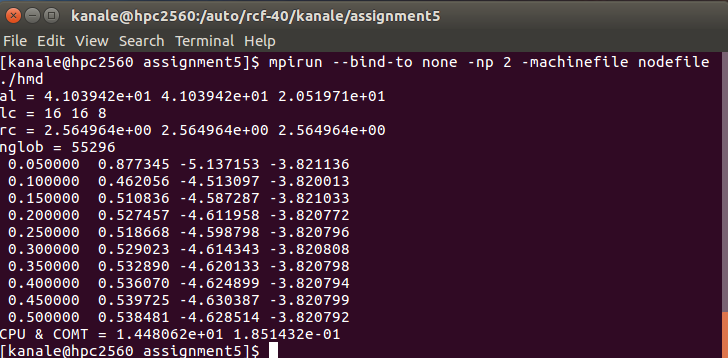 kanale@hpc2560:/auto/rcf-40/kanale/assignment5
File Edit View Search Terminal Help
[kanale@hpc2560 assignment5]$ mpirun --bind-to none -np 2 -machinefile nodefile
./hmd
al = 4.103942e+01 4.103942e+01 2.051971e+01
lc = 16 16 8
rc = 2.564964e+00 2.564964e+00 2.564964e+00
nglob = 55296
0.050000 0.877345 -5.137153 -3.821136
0.100000 0.462056 -4.513097 -3.820013
0.150000 0.510836 -4.587287 -3.821033
0.200000 0.527457 -4.611958 -3.820772
0.250000 0.518668 -4.598798 -3.820796
0.300000 0.529023 -4.614343 -3.820808
0.350000 0.532890 -4.620133 -3.820798
0.400000 0.536070 -4.624899 -3.820794
0.450000 0.539725 -4.630387 -3.820799
0.500000 0.538481 -4.628514 -3.820792
CPU & COMT = 1.448062e+01 1.851432e-01
[kanale@hpc2560 assignment5]$